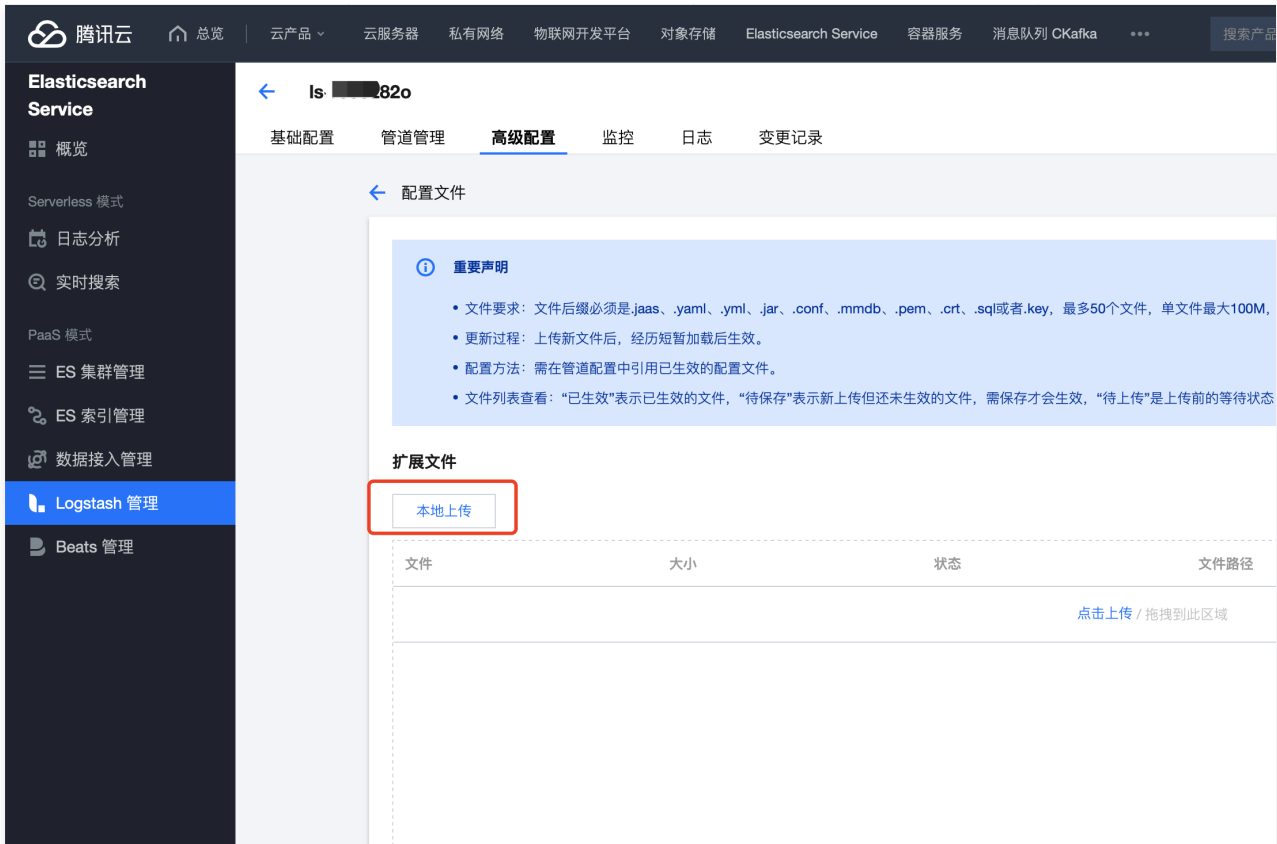 腾讯云 总览 云产品 云服务器 私有网络 物联网开发平台 对象存储 Elasticsearch Service 容器服务 消息队列 CKafka ••• 搜索产品
Elasticsearch
Service
概览
Serverless 模式
日志分析
实时搜索
PaaS 模式
ES 集群管理
ES 索引管理
数据接入管理
Logstash 管理
Beats 管理
ls- 82o
基础配置 管道管理 高级配置 监控 日志 变更记录
配置文件
重要声明
• 文件要求：文件后缀必须是.jaas、.yaml、.yml、.jar、.conf、.mmdb、.pem、.crt、.sql或者.key，最多50个文件，单文件最大100M，
• 更新过程：上传新文件后，经历短暂加载后生效。
• 配置方法：需在管道配置中引用已生效的配置文件。
• 文件列表查看：“已生效”表示已生效的文件，“待保存”表示新上传但还未生效的文件，需保存才会生效，“待上传”是上传前的等待状态
扩展文件
本地上传
文件 大小 状态 文件路径
点击上传 / 拖拽到此区域